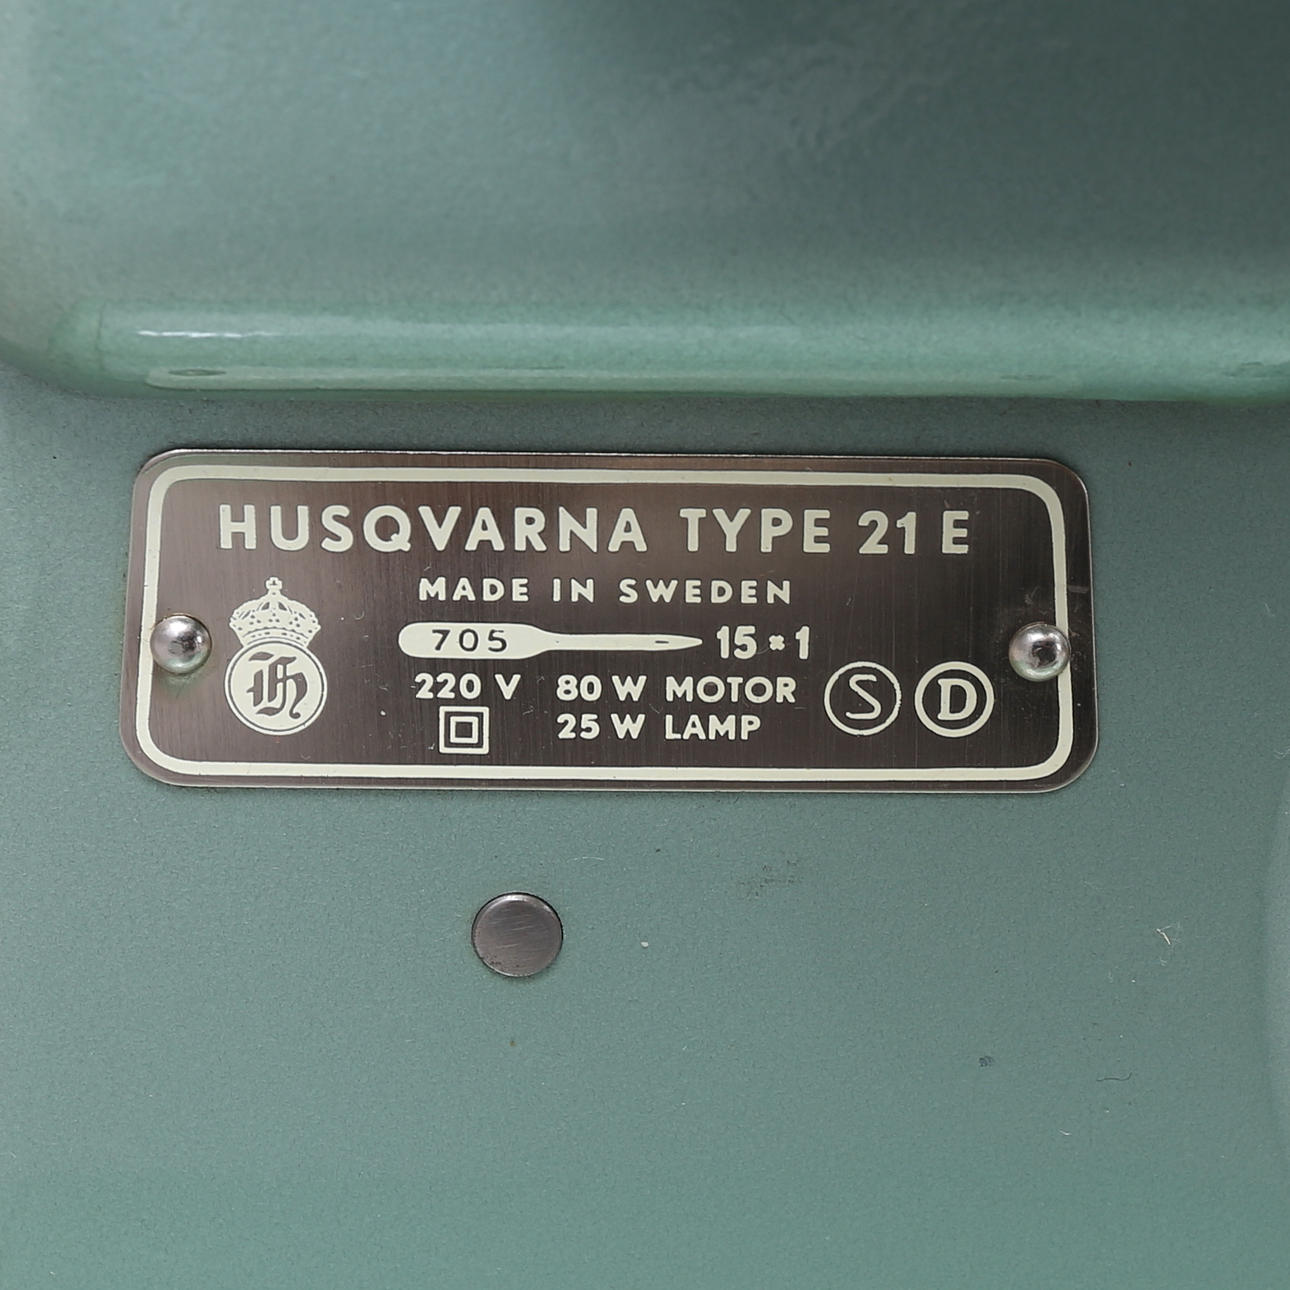 HUSQVARNA TYPE 21 E
MADE IN SWEDEN
705 15×1
H
220 V 80 W MOTOR
25 W LAMP
S D